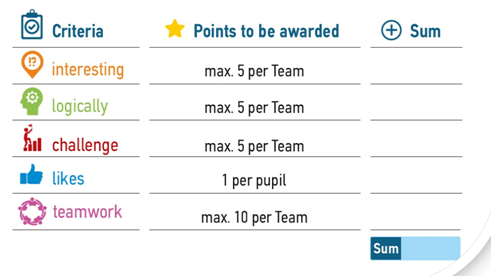 Criteria Points to be awarded Sum
!? interesting max. 5 per Team
logically max. 5 per Team
challenge max. 5 per Team
likes 1 per pupil
teamwork max. 10 per Team
Sum